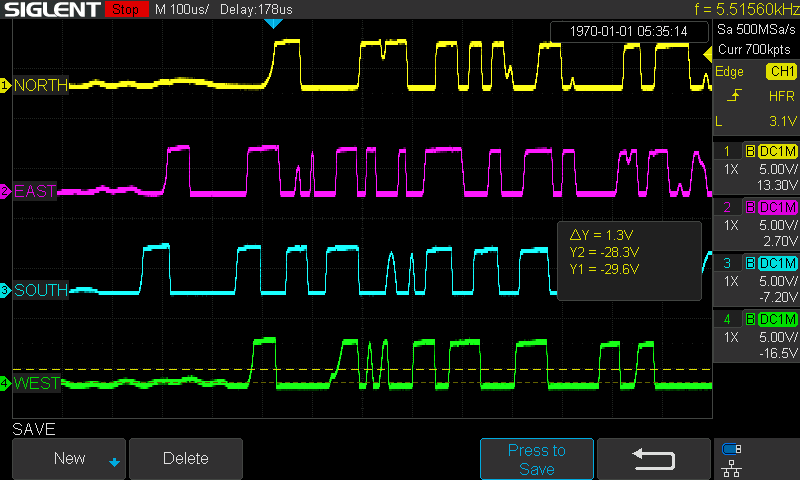 SIGLENT Stop M 100us/ Delay:178us f = 5.51560kHz
1970-01-01 05:35:14
Sa 500MSa/s
Curr 700kpts
Edge CH1
HFR
L 3.1V
1 B DC1M
1X 5.00V/
13.30V
2 B DC1M
1X 5.00V/
2.70V
3 B DC1M
1X 5.00V/
-7.20V
4 B DC1M
1X 5.00V/
-16.5V
1 NORTH
2 EAST
3 SOUTH
4 WEST
ΔY = 1.3V
Y2 = -28.3V
Y1 = -29.6V
SAVE
New
Delete
Press to
Save